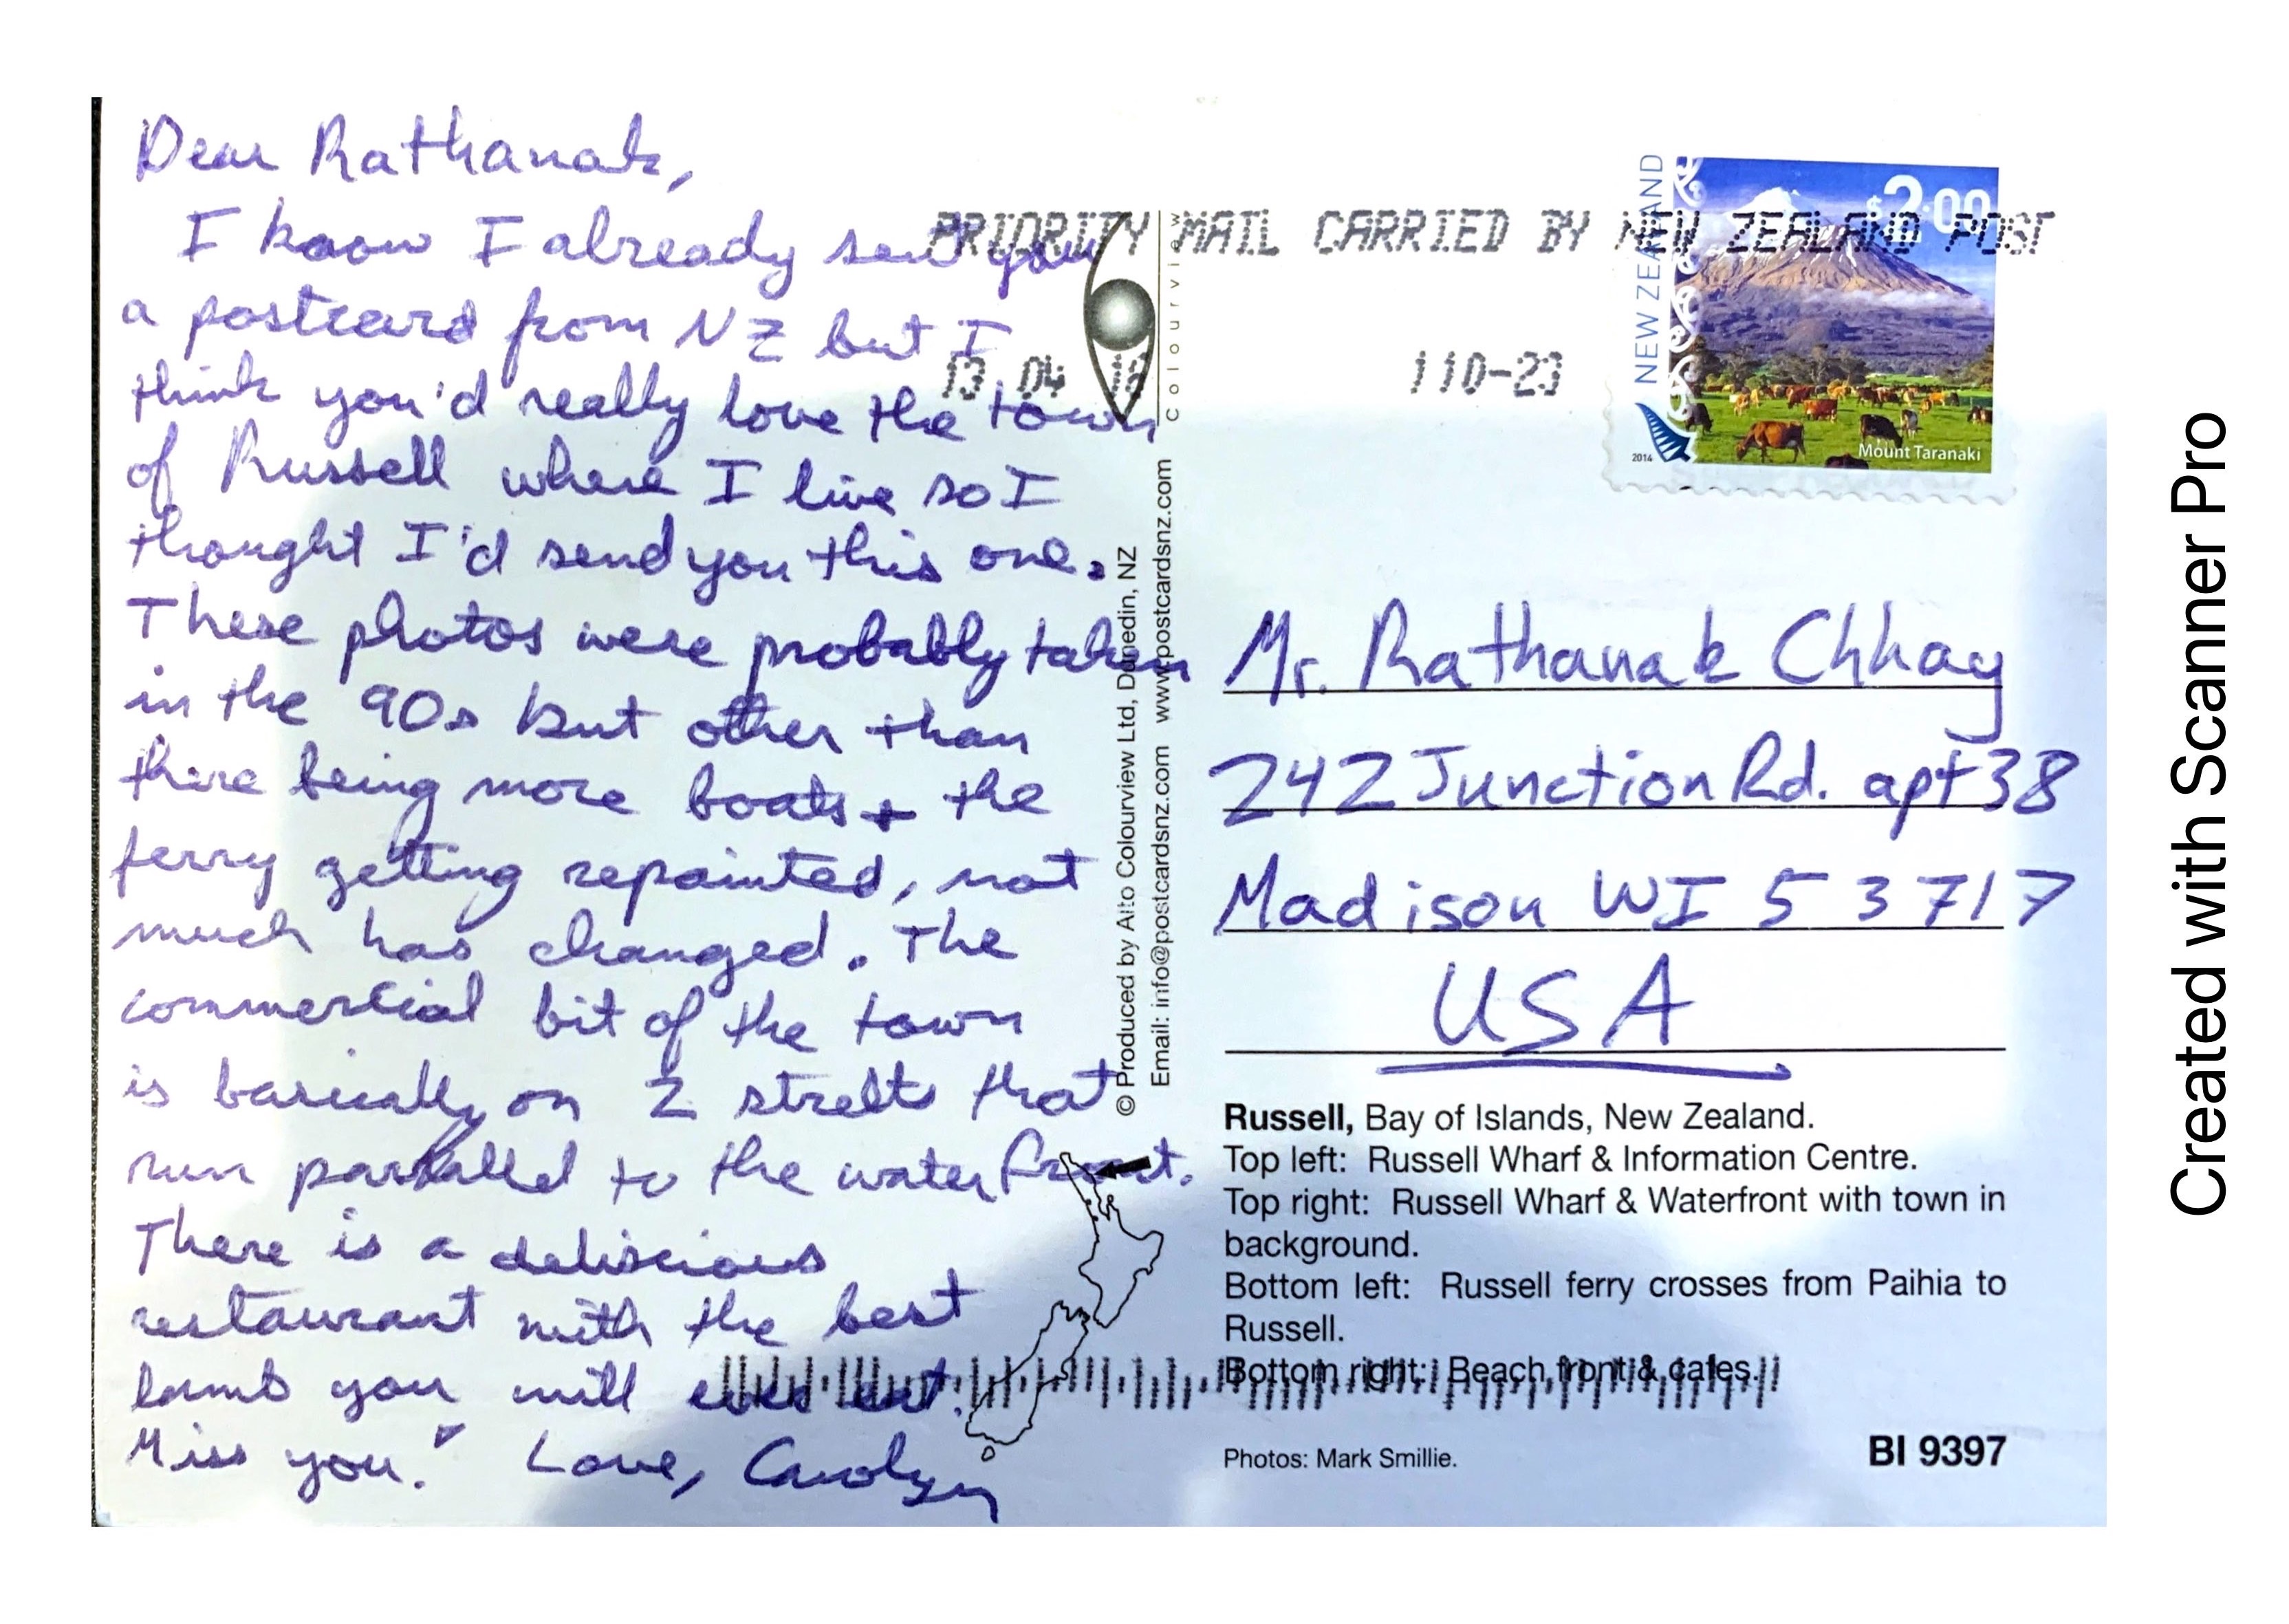 Dear Rathanak,
I know I already sent you
a postcard from NZ but I
think you'd really love the town
of Russell where I live so I
thought I'd send you this one.
These photos were probably taken
in the 90s but other than
there being more boats + the
ferry getting repainted, not
much has changed. The
commercial bit of the town
is basically on 2 streets that
run parallel to the waterfront.
There is a deliscious
restaurant with the best
lamb you will ever eat.
Miss you! Love, Carolyn
PRIORITY MAIL CARRIED BY NEW ZEALAND POST
13 04 16
110-23
Colourview
NEW ZEALAND
$2.00
2014
Mount Taranaki
© Produced by Alto Colourview Ltd, Dunedin, NZ
Email: info@postcardsnz.com www.postcardsnz.com
Mr. Rathanak Chhay
242 Junction Rd. apt 38
Madison WI 53717
USA
Russell, Bay of Islands, New Zealand.
Top left: Russell Wharf & Information Centre.
Top right: Russell Wharf & Waterfront with town in
background.
Bottom left: Russell ferry crosses from Paihia to
Russell.
Bottom right: Beach front & cafes.
Photos: Mark Smillie.
BI 9397
Created with Scanner Pro